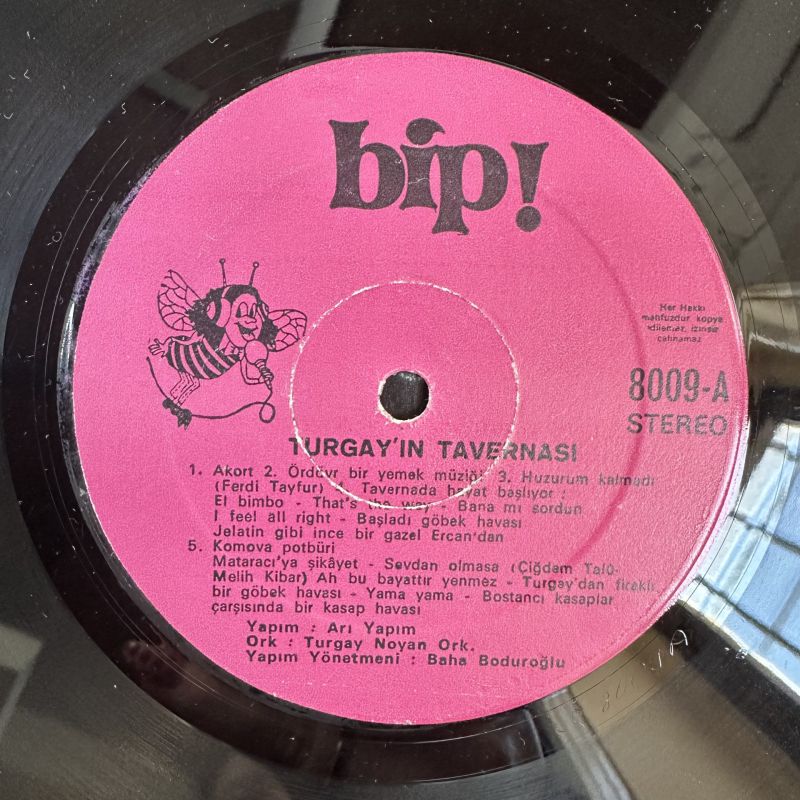 bip!
Her Hakkı
mahfuzdur, kopya
edilemez, izinsiz
çalınamaz
8009-A
STEREO
TURGAY'IN TAVERNASI
1. Akort 2. Ördövr bir yemek müziği 3. Huzurum kalmadı
(Ferdi Tayfur) 4. Tavernada hayat başlıyor :
El bimbo - That's the way - Bana mı sordun
I feel all right - Başladı göbek havası
Jelatin gibi ince bir gazel Ercan'dan
5. Komova potbüri
Mataracı'ya şikâyet - Sevdan olmasa (Çiğdem Talû-
Melih Kibar) Ah bu bayattır yenmez - Turgay'dan firaklı
bir göbek havası - Yama yama - Bostancı kasaplar
çarşısında bir kasap havası
Yapım : Arı Yapım
Ork : Turgay Noyan Ork.
Yapım Yönetmeni : Baha Boduroğlu